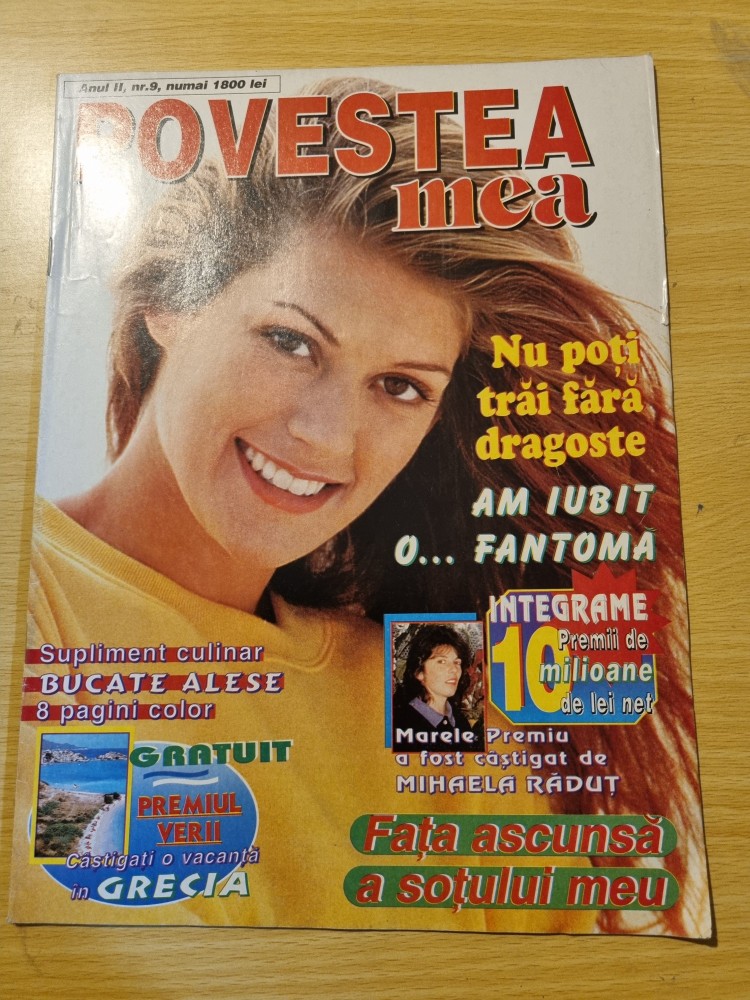 Anul II, nr.9, numai 1800 lei
POVESTEA
mea
Nu poți
trăi fără
dragoste
AM IUBIT
O... FANTOMĂ
INTEGRAME
10 Premii de
milioane
de lei net
Marele Premiu
a fost câștigat de
MIHAELA RĂDUȚ
Supliment culinar
BUCATE ALESE
8 pagini color
GRATUIT
PREMIUL
VERII
Câștigați o vacanță
în GRECIA
Fața ascunsă
a soțului meu